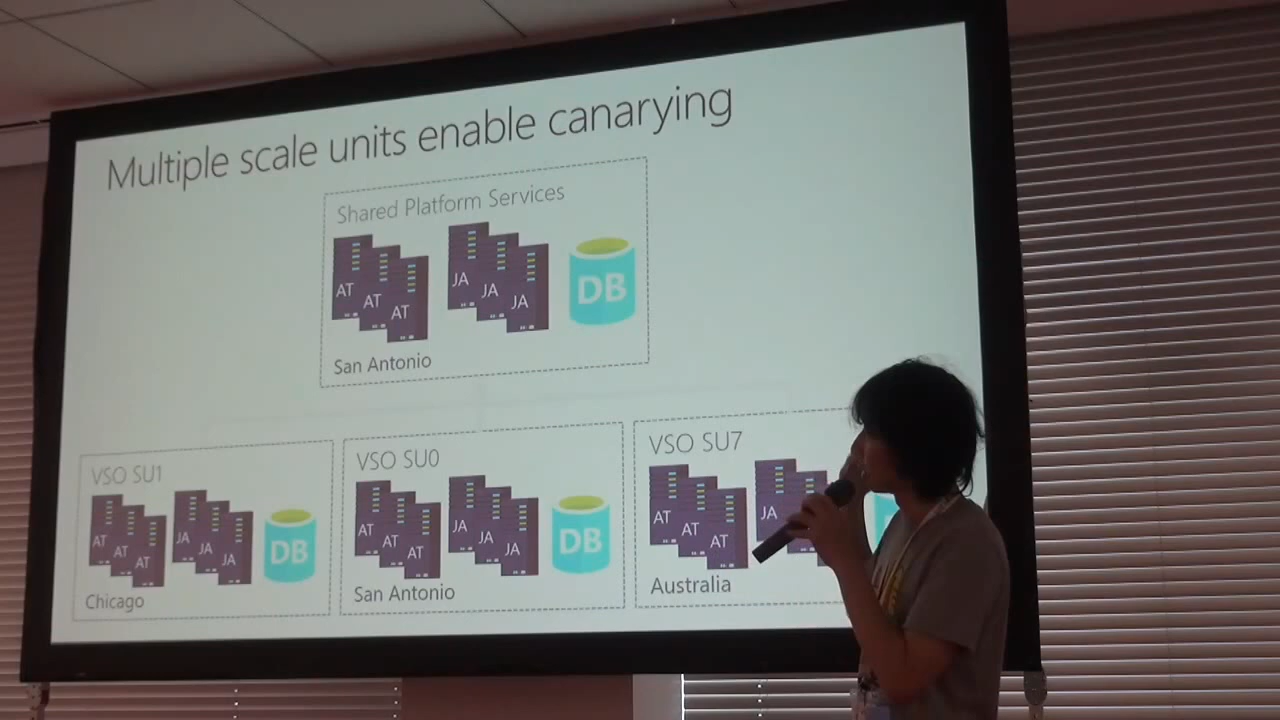 Multiple scale units enable canarying
Shared Platform Services
AT AT AT JA JA JA DB
San Antonio
VSO SU1
AT AT AT JA JA JA DB
Chicago
VSO SU0
AT AT AT JA JA JA DB
San Antonio
VSO SU7
AT AT AT JA
Australia